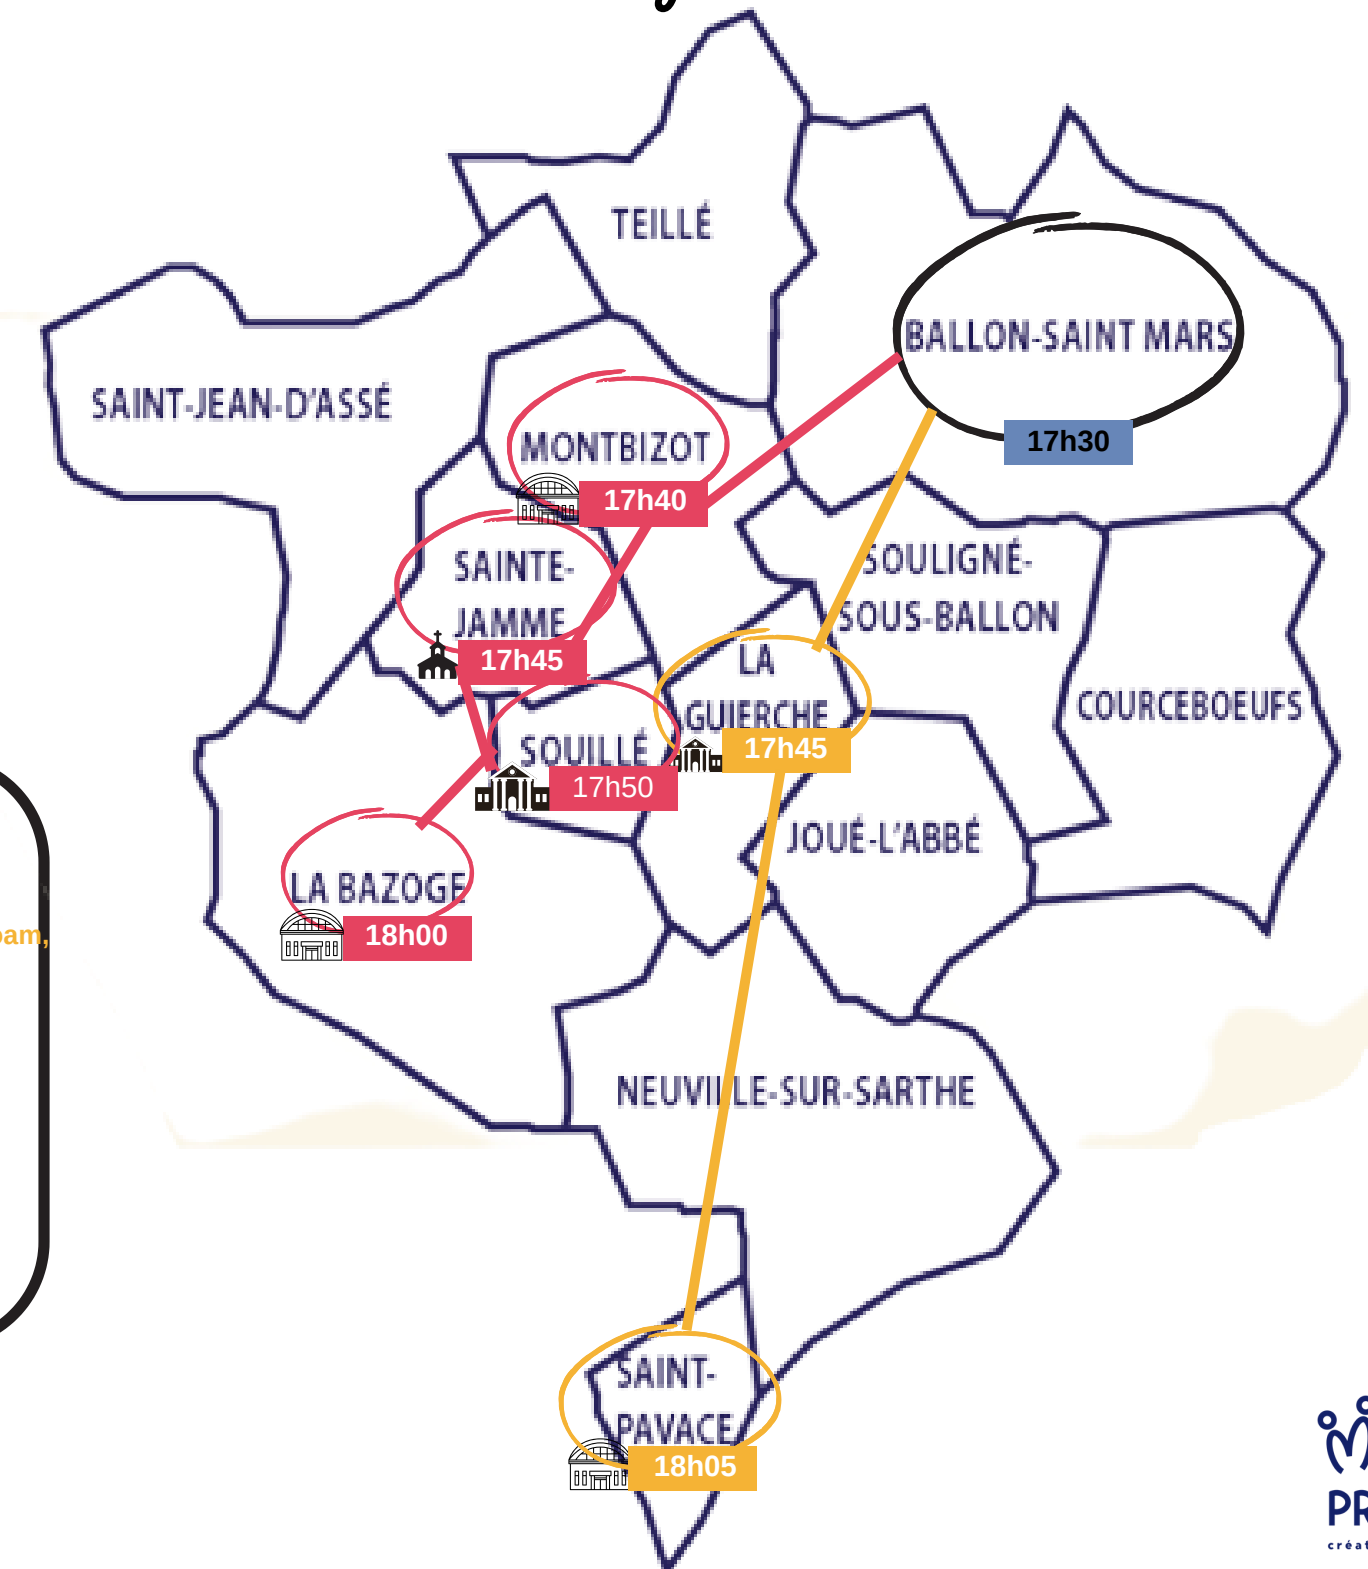 TEILLÉ
BALLON-SAINT MARS
17h30
SAINT-JEAN-D'ASSÉ
MONTBIZOT
17h40
SAINTE-
JAMME
17h45
SOULIGNÉ-
SOUS-BALLON
LA
GUIERCHE
17h45
COURCEBOEUFS
SOUILLÉ
17h50
JOUÉ-L'ABBÉ
LA BAZOGE
18h00
NEUVILLE-SUR-SARTHE
SAINT-
PAVACE
18h05